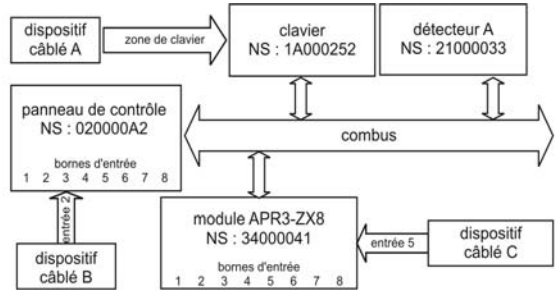 dispositif
câblé A
zone de clavier
clavier
NS : 1A000252
détecteur A
NS : 21000033
panneau de contrôle
NS : 020000A2
bornes d'entrée
1 2 3 4 5 6 7 8
combus
entrée 2
dispositif
câblé B
module APR3-ZX8
NS : 34000041
bornes d'entrée
1 2 3 4 5 6 7 8
entrée 5
dispositif
câblé C